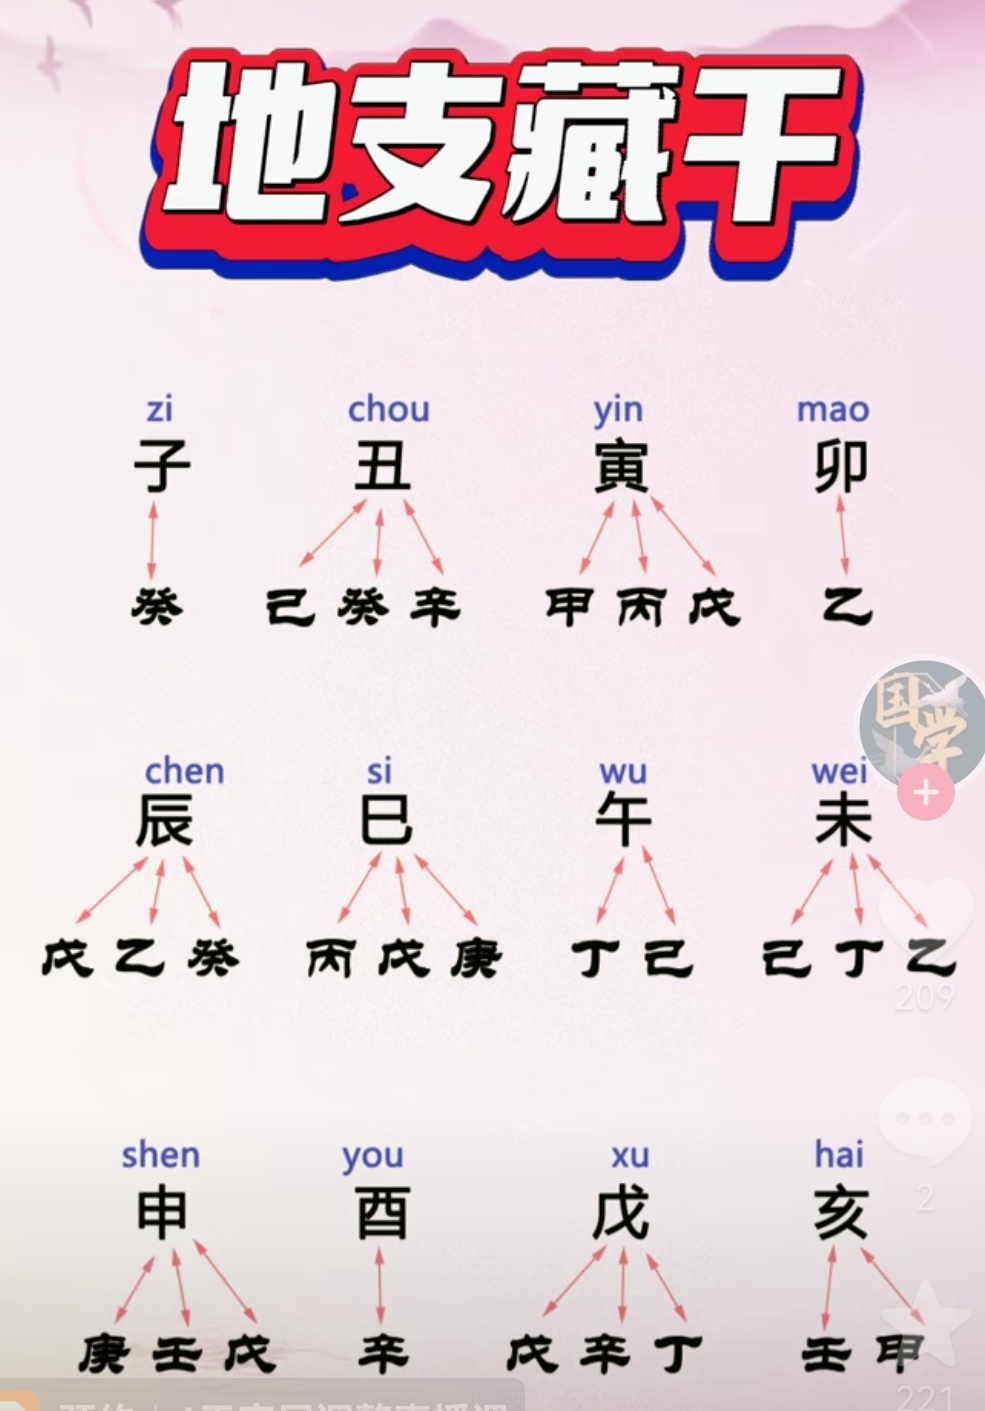 地支藏干
zi chou yin mao
子 丑 寅 卯
癸 己 癸 辛 甲 丙 戊 乙
国学
chen si wu wei
辰 巳 午 未
戊 乙 癸 丙 戊 庚 丁 己 己 丁 乙
209
shen you xu hai
2
申 酉 戊 亥
庚 壬 戊 辛 戊 辛 丁 壬 甲
221